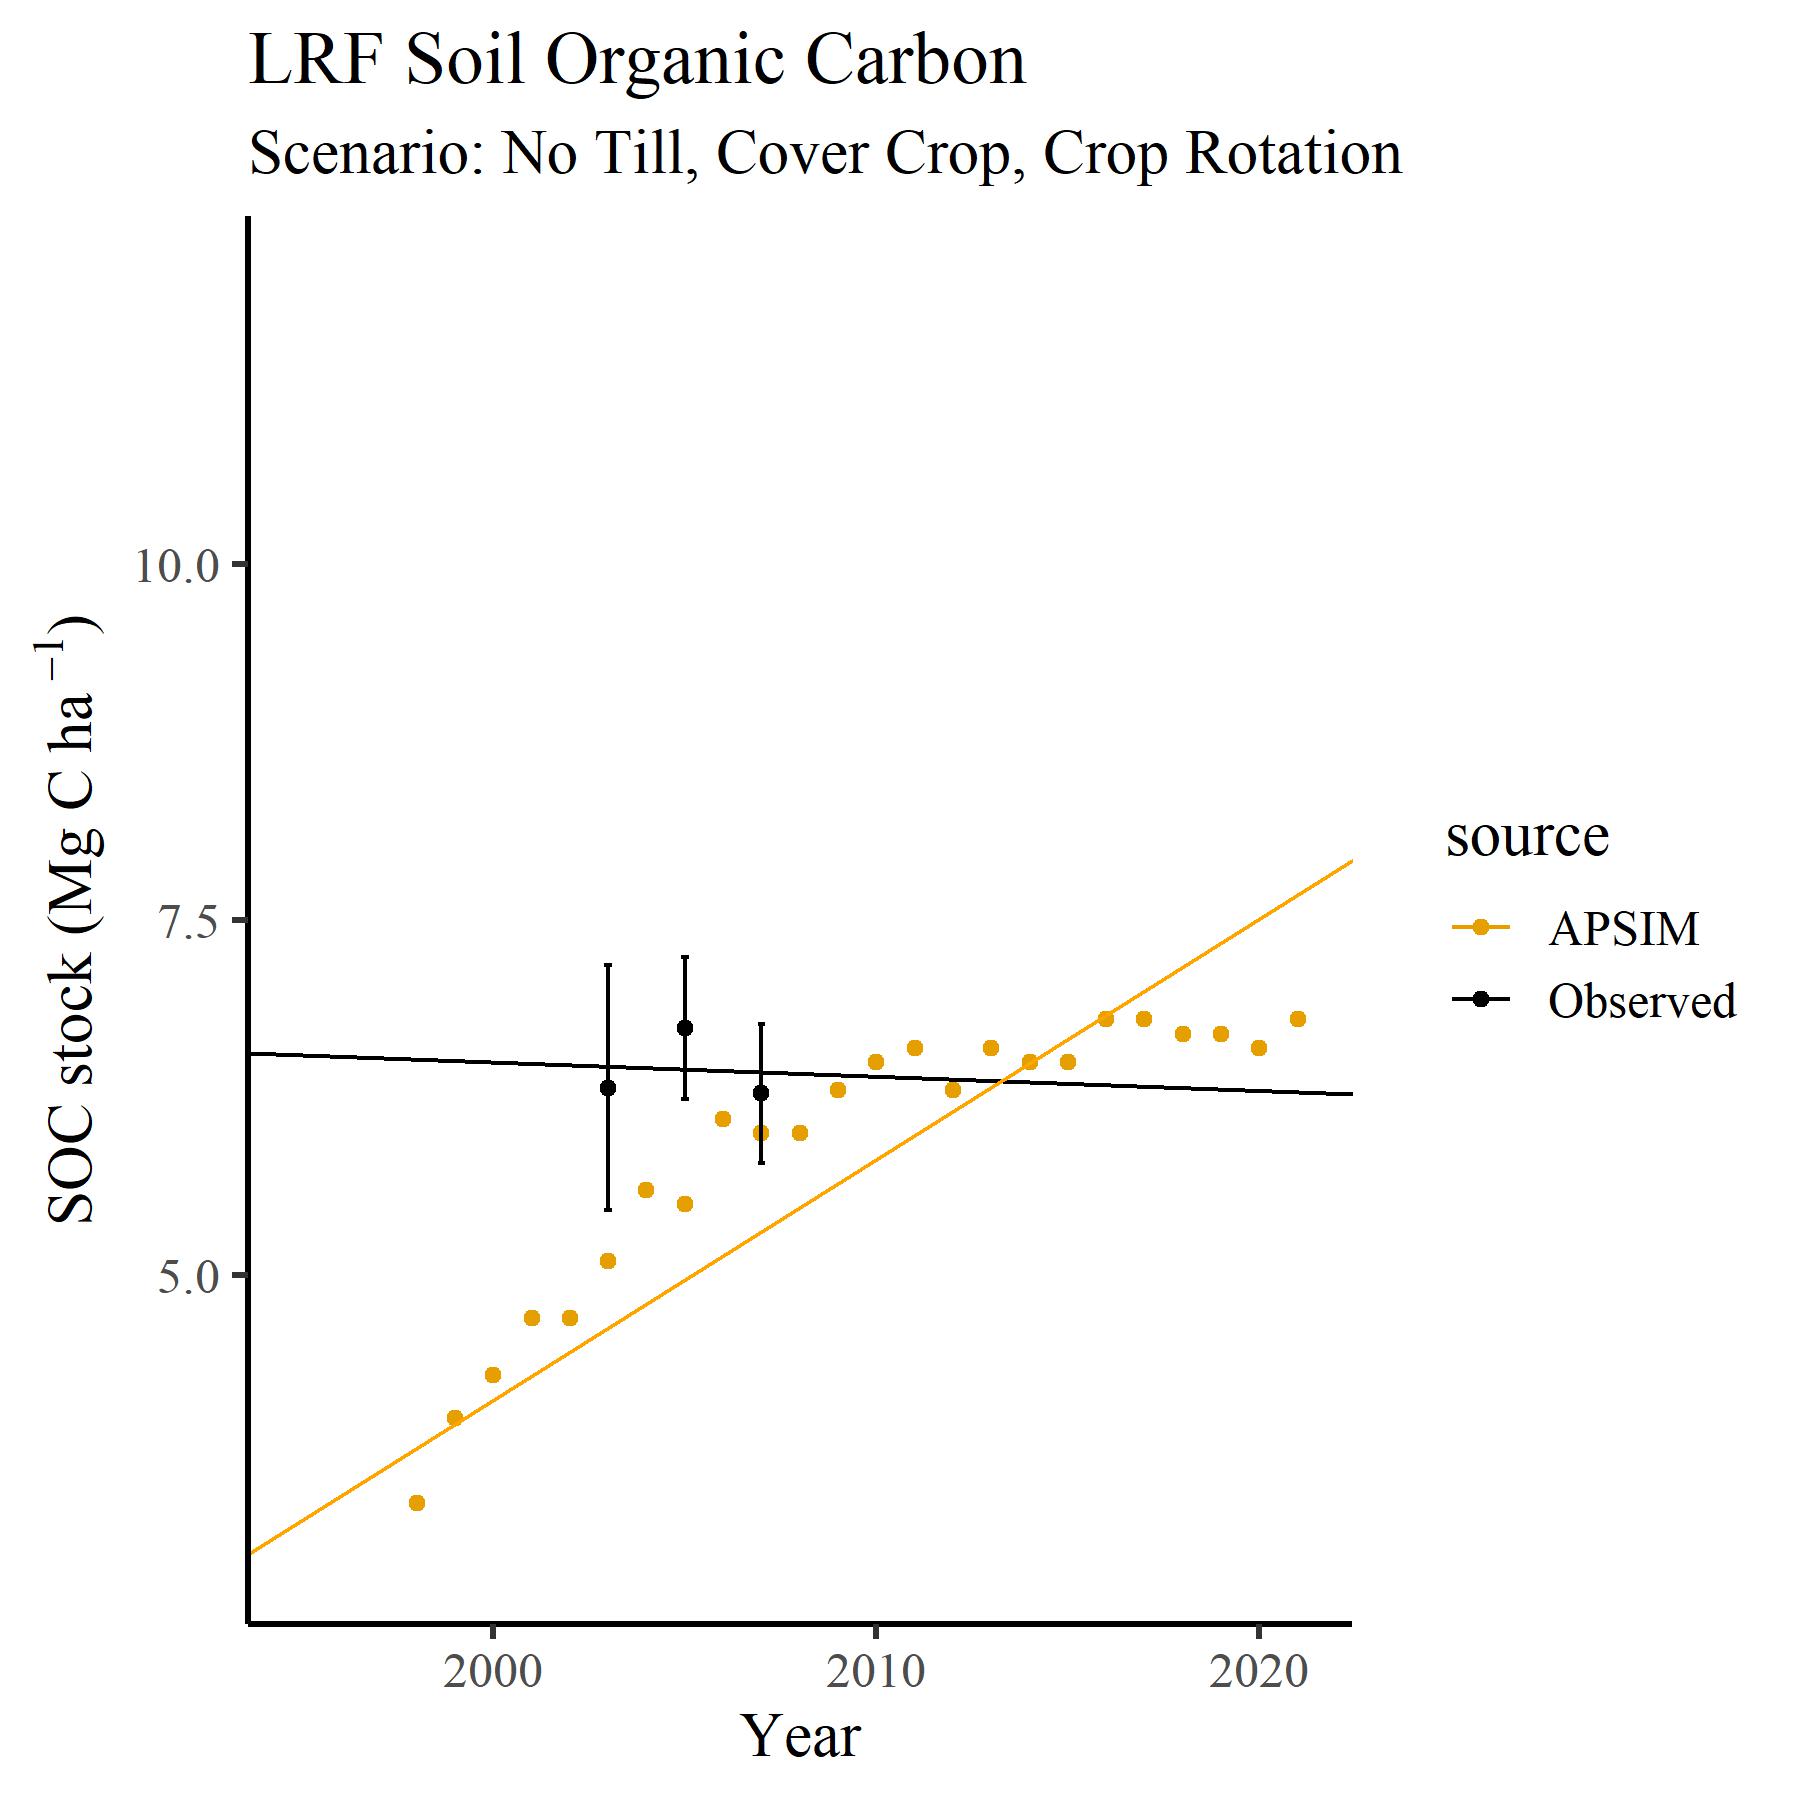 LRF Soil Organic Carbon
Scenario: No Till, Cover Crop, Crop Rotation
SOC stock (Mg C ha⁻¹)
10.0
7.5
5.0
2000
2010
2020
Year
source
APSIM
Observed